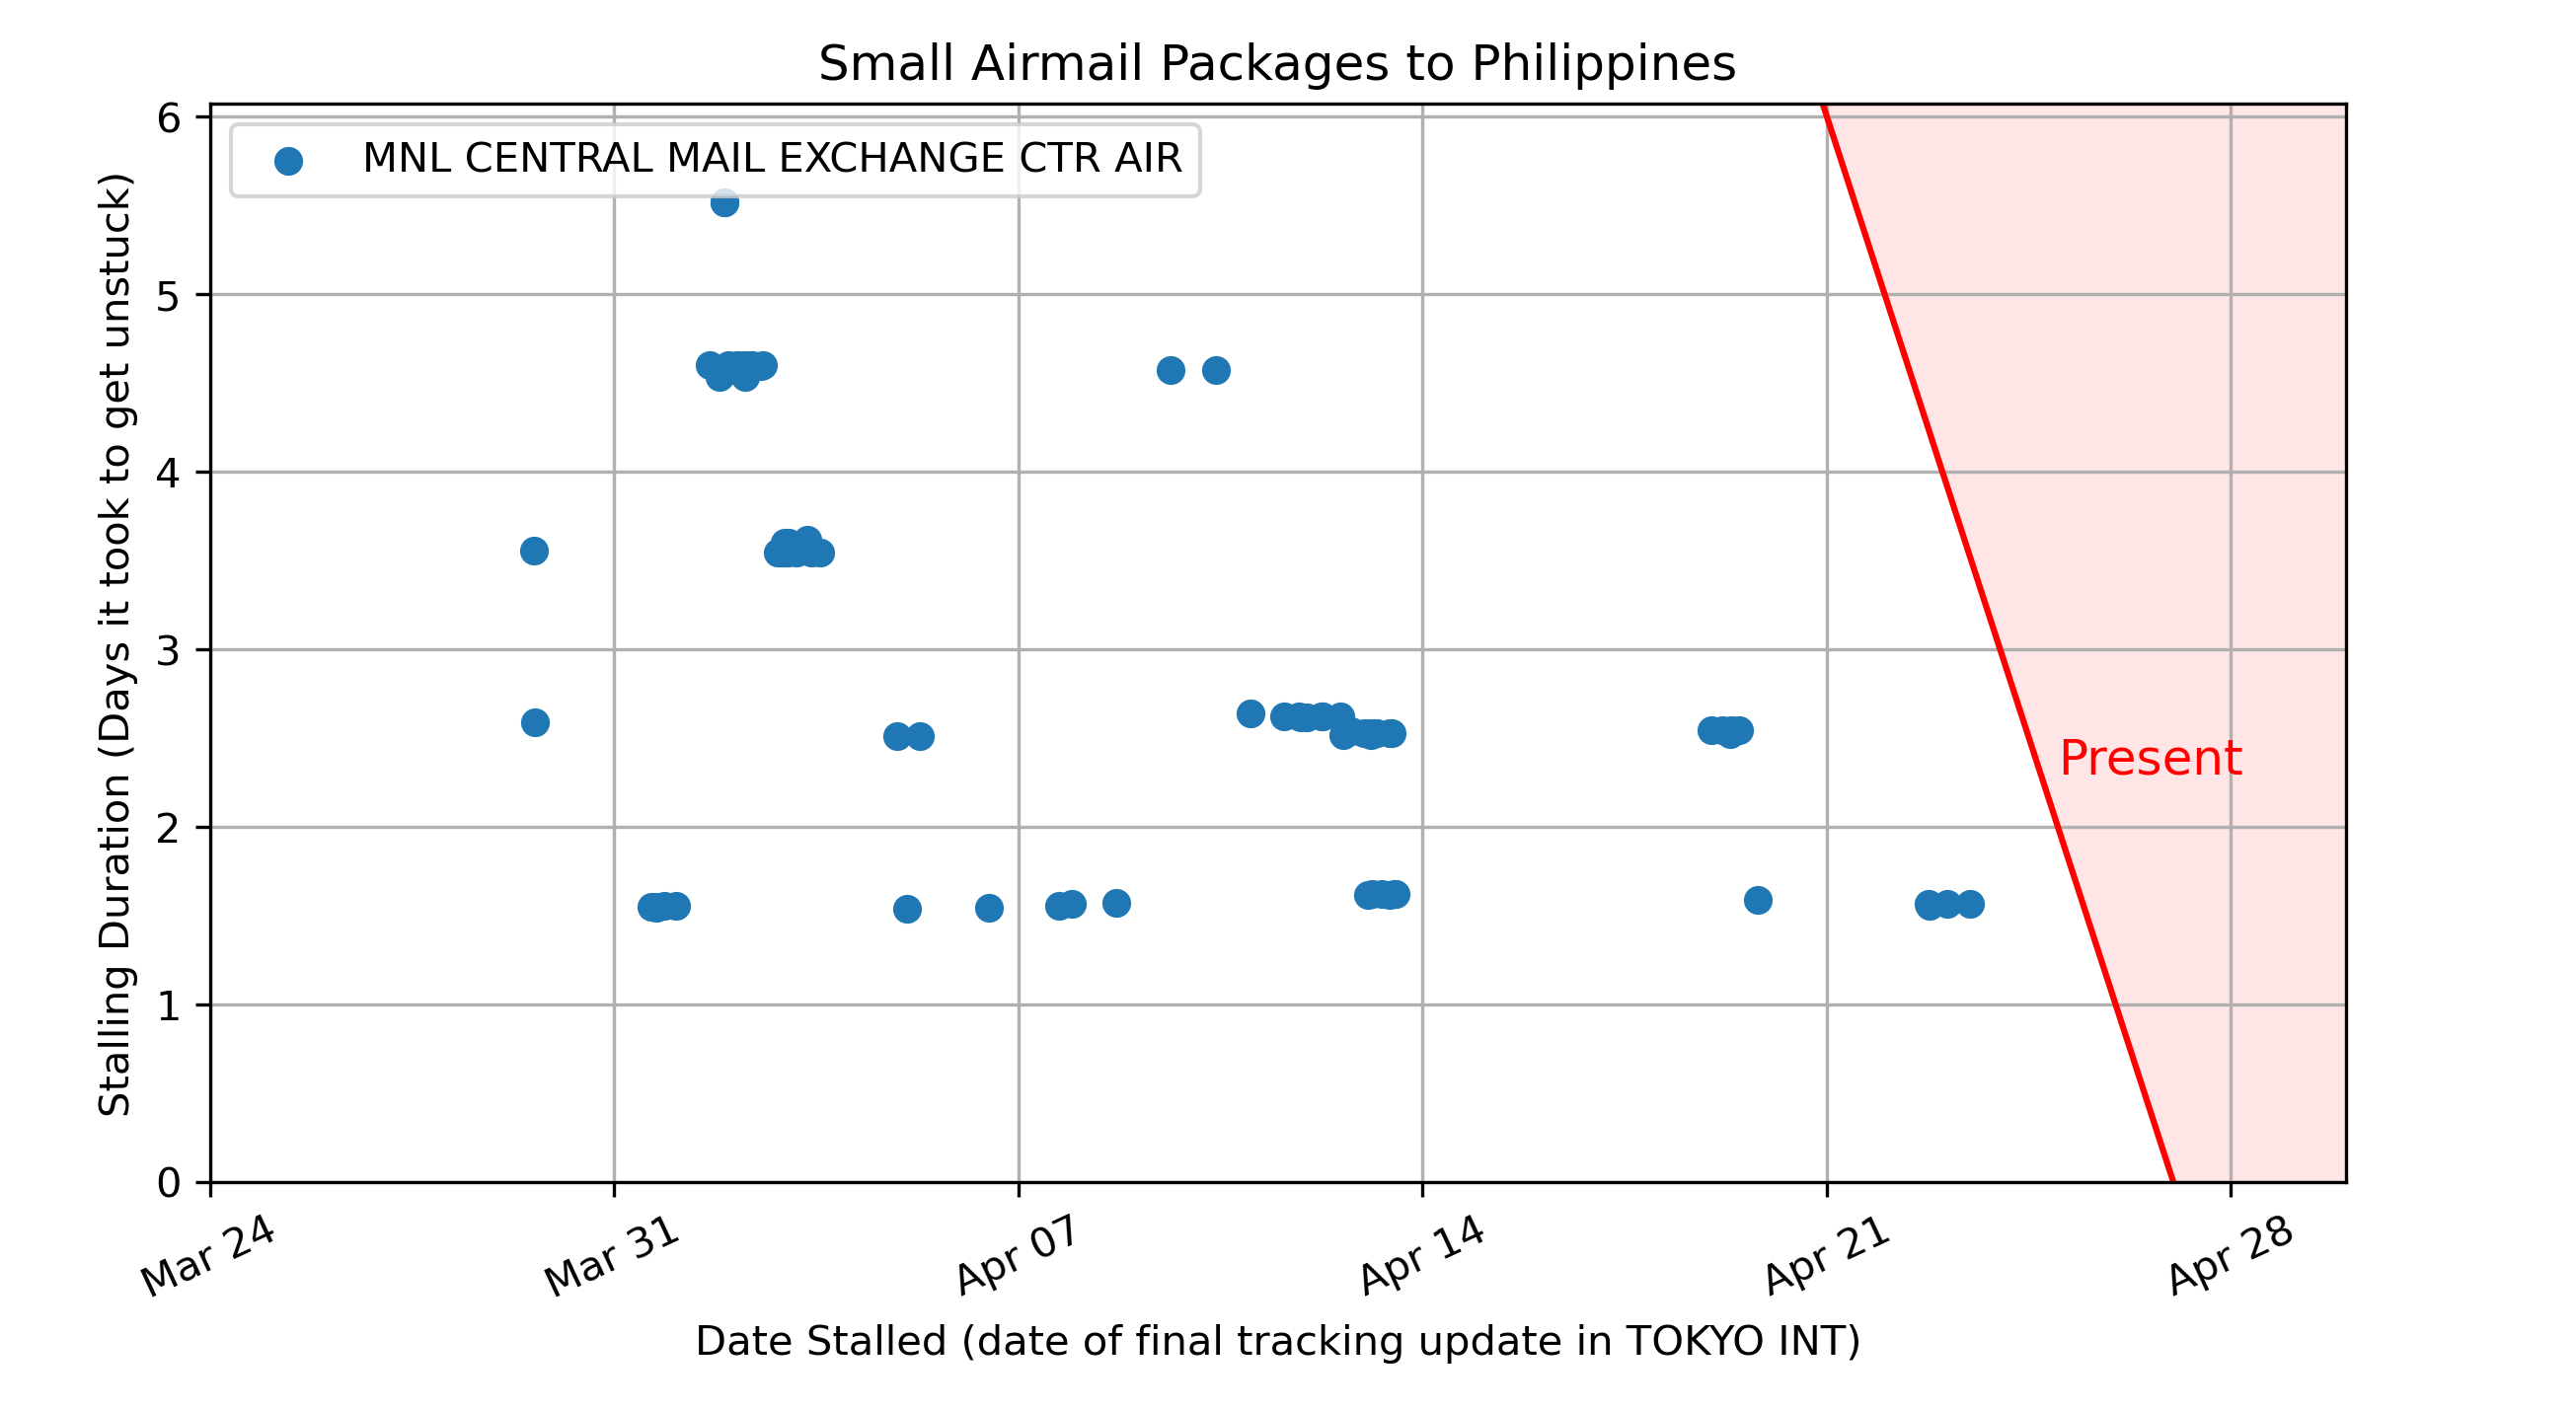 Small Airmail Packages to Philippines
MNL CENTRAL MAIL EXCHANGE CTR AIR
Stalling Duration (Days it took to get unstuck)
6
5
4
3
2
1
0
Present
Mar 24
Mar 31
Apr 07
Apr 14
Apr 21
Apr 28
Date Stalled (date of final tracking update in TOKYO INT)